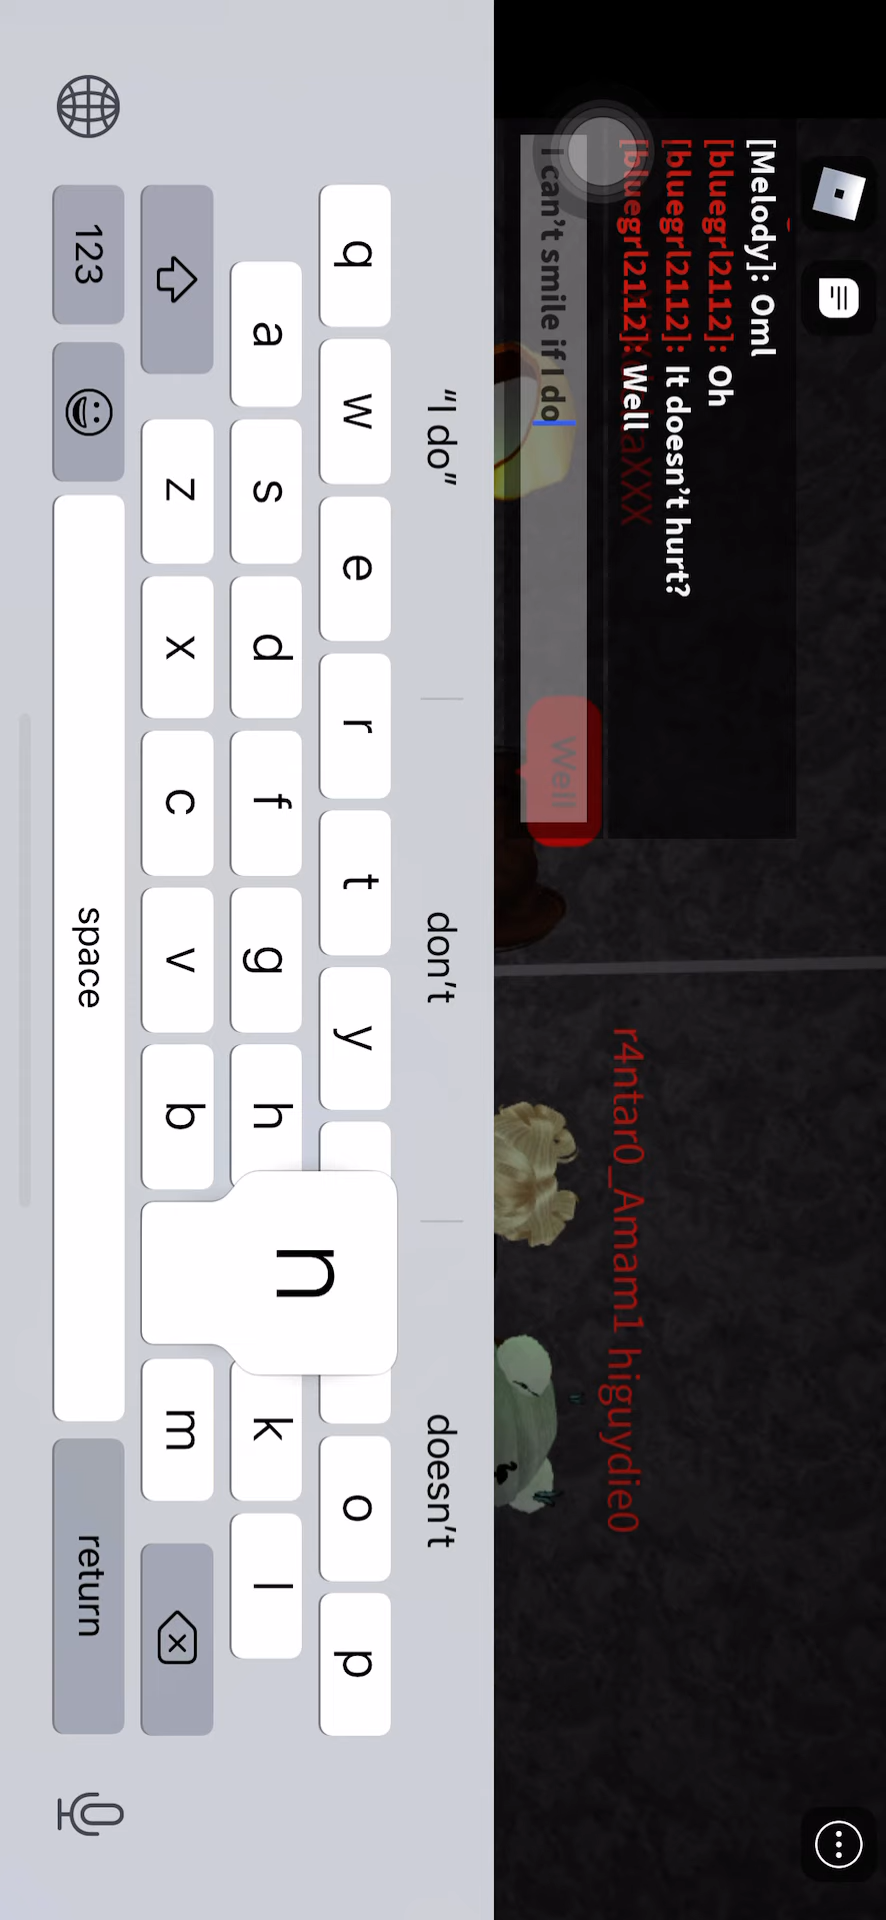 [Melody]: Oml
[bluegrl2112]: Oh
[bluegrl2112]: It doesn't hurt?
[bluegrl2112]: Well
I can't smile if I do
Well
r4ntar0_Amam1 higuydie0
"I do" don't doesn't
q w e r t y o p
a s d f g h k l
z x c v b n m
123 space return